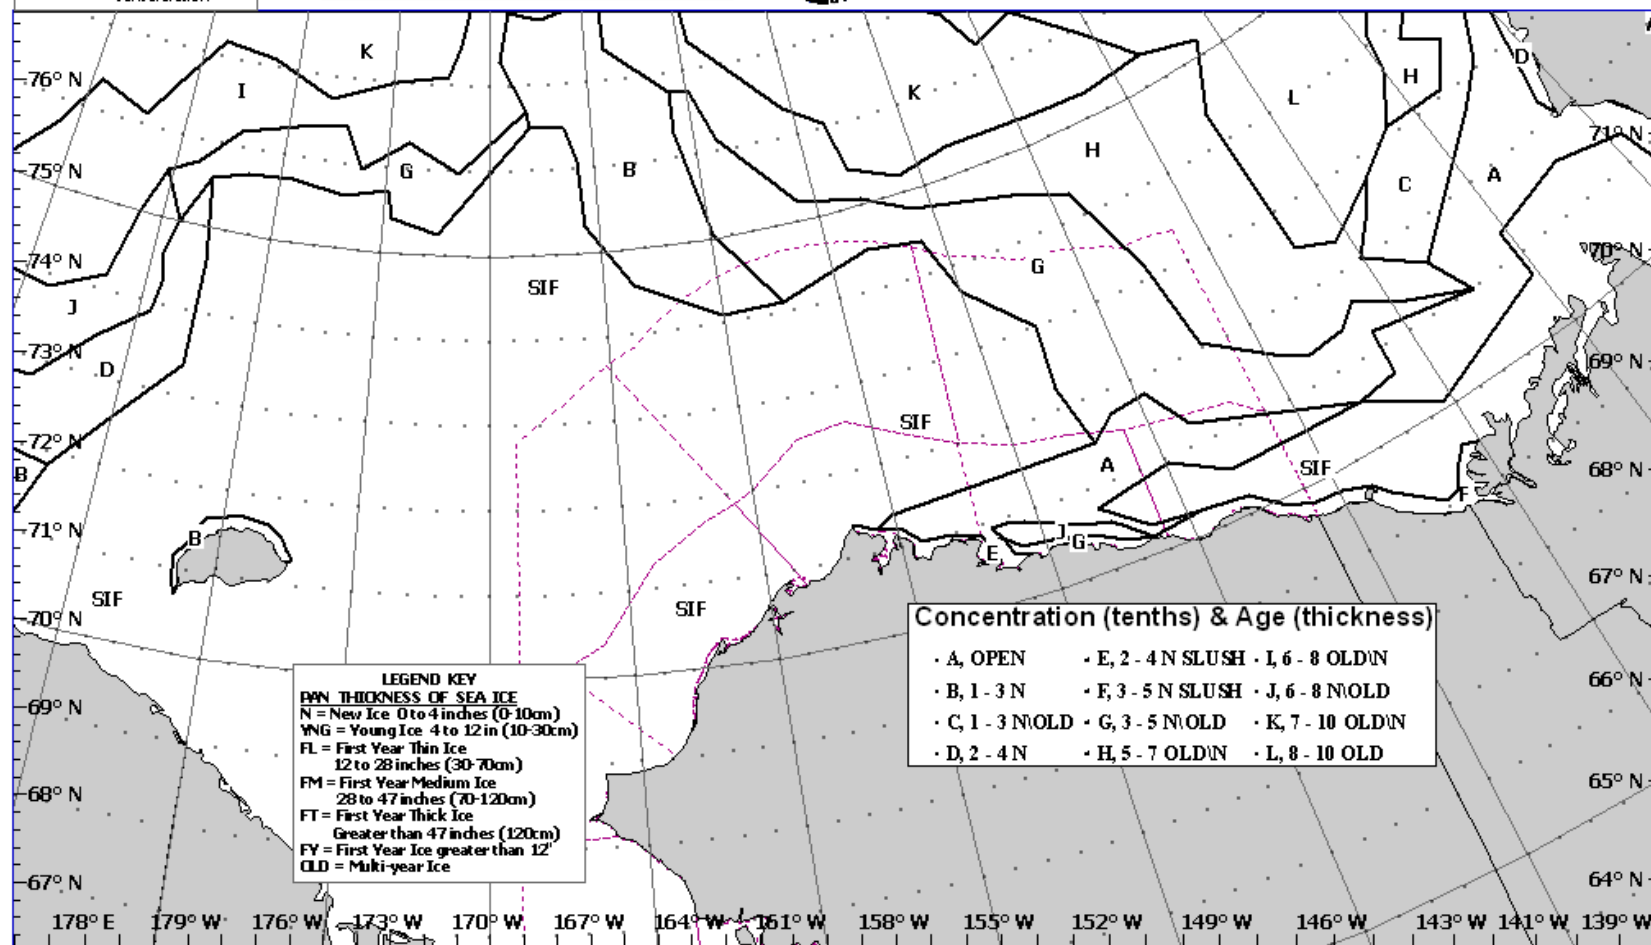 K
D
I
K
H
L
76° N
71° N
G
B
H
C
A
75° N
SIF
G
70° N
74° N
J
73° N
D
69° N
72° N
SIF
A
SIF
F
68° N
B
71° N
B
E
J
G
67° N
SIF
SIF
70° N
Concentration (tenths) & Age (thickness)
· A, OPEN · E, 2 - 4 N SLUSH · I, 6 - 8 OLD\N
· B, 1 - 3 N · F, 3 - 5 N SLUSH · J, 6 - 8 N\OLD
· C, 1 - 3 N\OLD · G, 3 - 5 N\OLD · K, 7 - 10 OLD\N
· D, 2 - 4 N · H, 5 - 7 OLD\N · L, 8 - 10 OLD
66° N
65° N
64° N
69° N
68° N
67° N
LEGEND KEY
PAN THICKNESS OF SEA ICE
N = New Ice 0 to 4 inches (0-10cm)
YNG = Young Ice 4 to 12 in (10-30cm)
FL = First Year Thin Ice
12 to 28 inches (30-70cm)
FM = First Year Medium Ice
28 to 47 inches (70-120cm)
FT = First Year Thick Ice
Greater than 47 inches (120cm)
FY = First Year Ice greater than 12"
OLD = Multi-year Ice
178° E 179° W 176° W 173° W 170° W 167° W 164° W 161° W 158° W 155° W 152° W 149° W 146° W 143° W 141° W 139° W